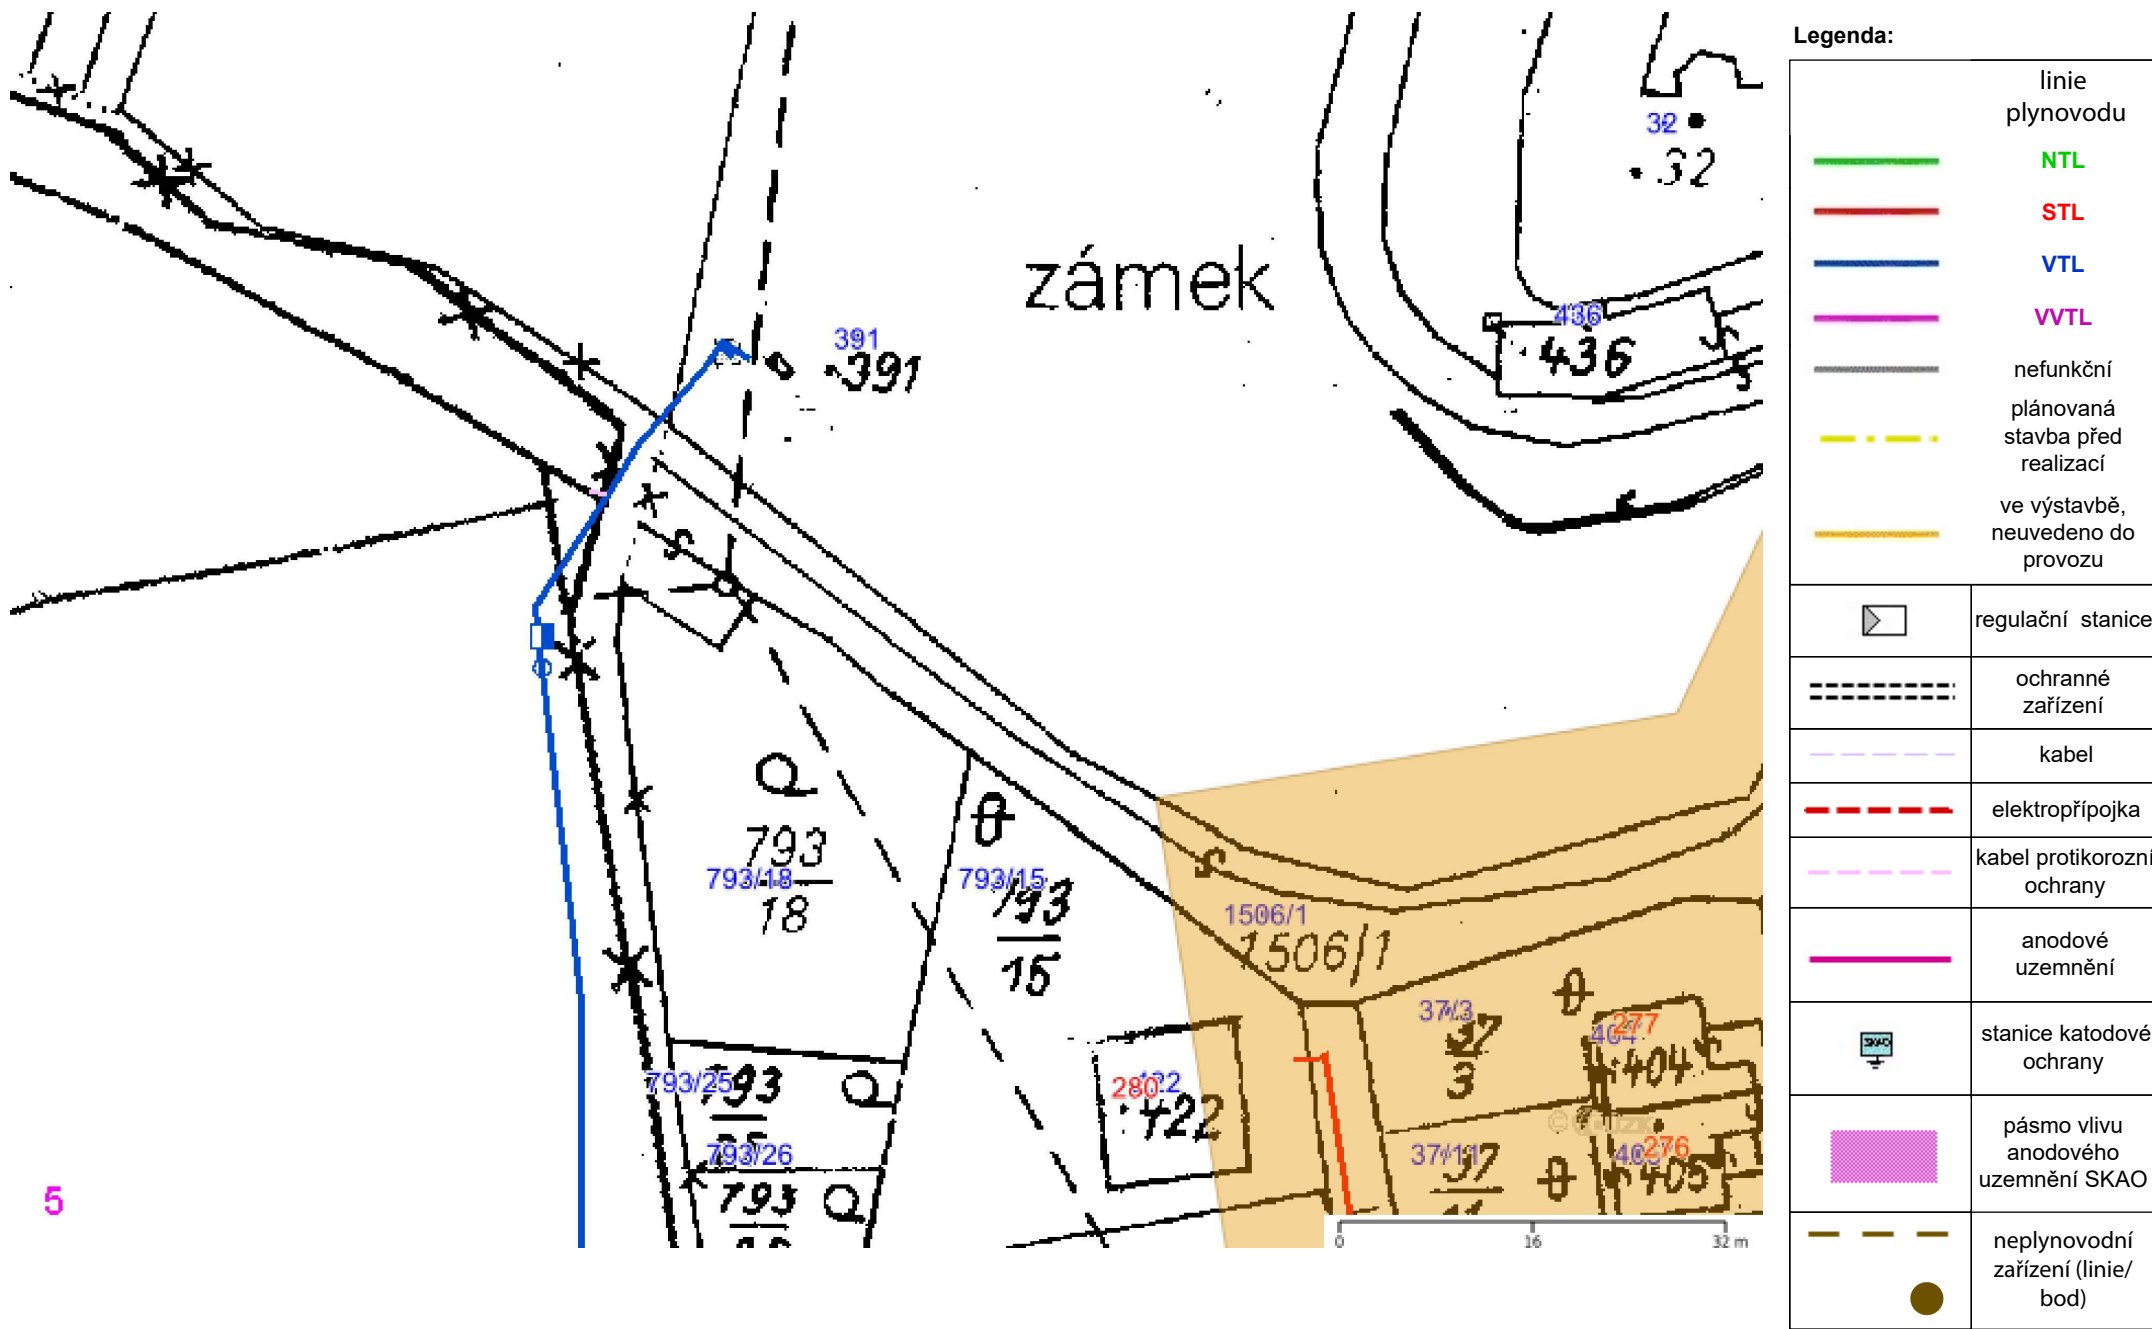 Legenda:
linie
plynovodu
NTL
STL
VTL
VVTL
nefunkční
plánovaná
stavba před
realizací
ve výstavbě,
neuvedeno do
provozu
regulační stanice
ochranné
zařízení
kabel
elektropřípojka
kabel protikorozní
ochrany
anodové
uzemnění
SKAO
stanice katodové
ochrany
pásmo vlivu
anodového
uzemnění SKAO
neplynovodní
zařízení (linie/
bod)
32
32
zámek
436
436
391
391
793
793/18
18
793/15
793
15
1506/1
1506/1
37/3
37
3
277
404
793/25
793
280
422
37/11
37
276
405
793/26
793
5
0 16 32 m